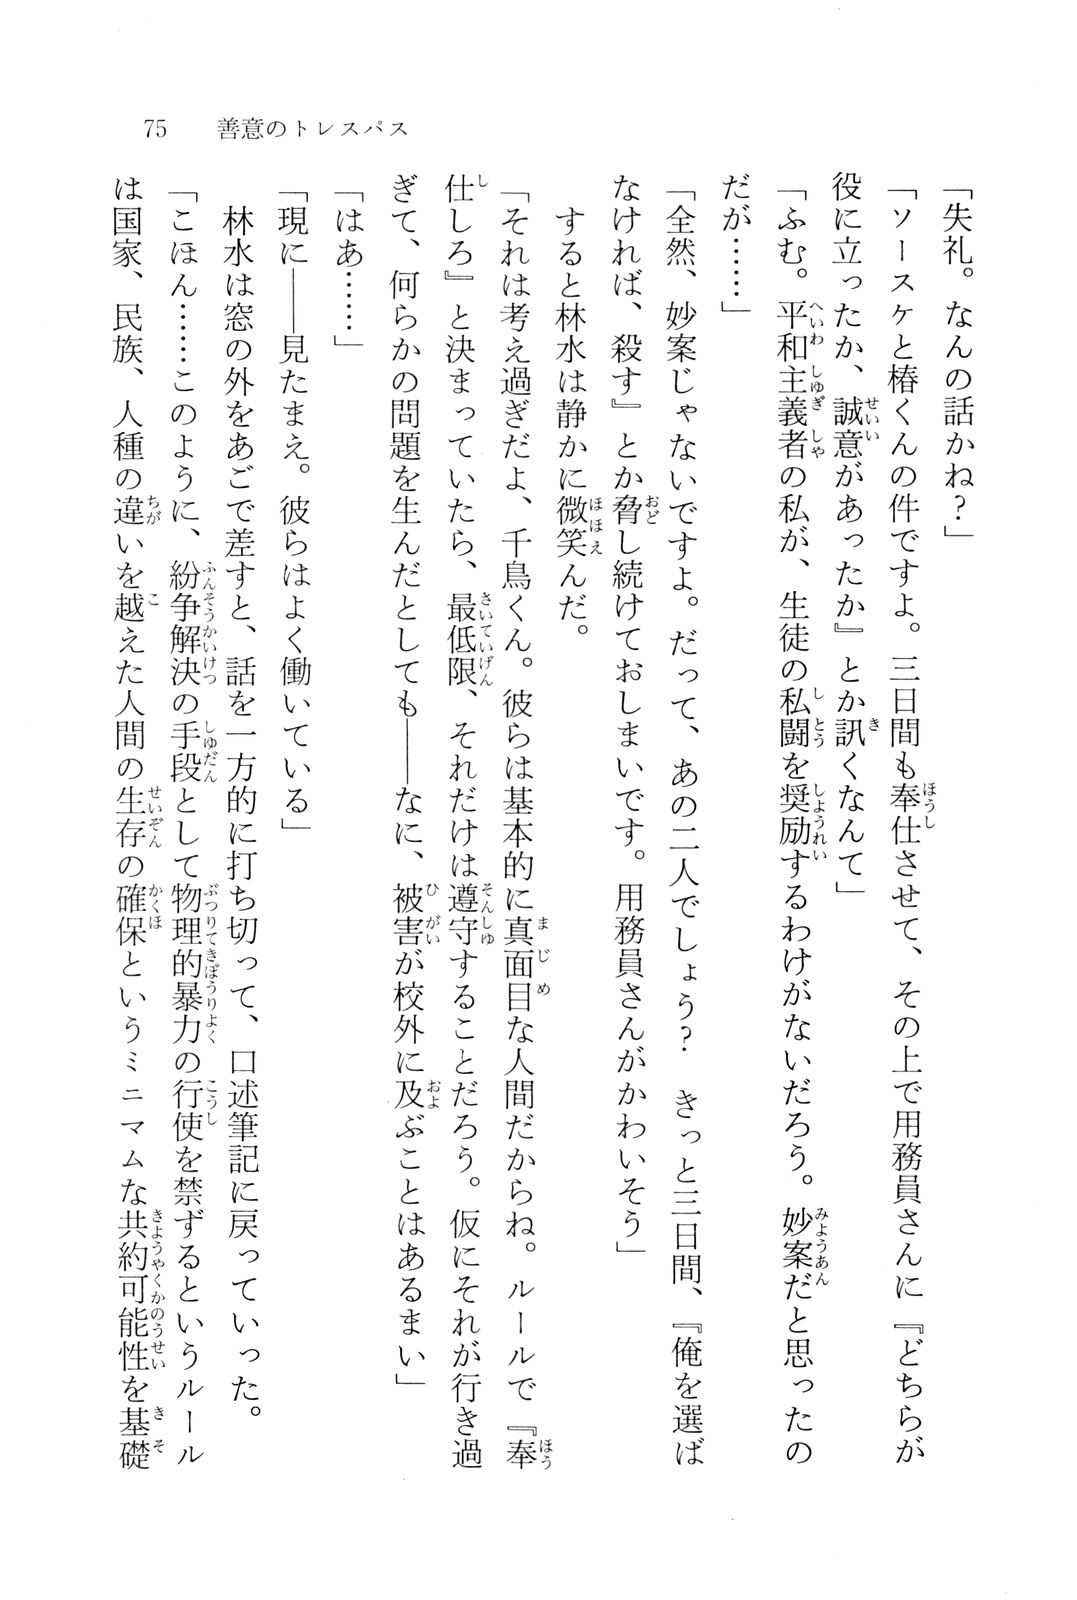 75 善意のトレスパス
「失礼。なんの話かね？」
「ソースケと椿くんの件ですよ。三日間も奉仕させて、その上で用務員さんに『どちらが
役に立ったか、誠意があったか』とか訊くなんて」
「ふむ。平和主義者の私が、生徒の私闘を奨励するわけがないだろう。妙案だと思ったの
だが……」
「全然、妙案じゃないですよ。だって、あの二人でしょう？　きっと三日間、『俺を選ば
なければ、殺す』とか脅し続けておしまいです。用務員さんがかわいそう」
すると林水は静かに微笑んだ。
「それは考え過ぎだよ、千鳥くん。彼らは基本的に真面目な人間だからね。ルールで『奉
仕しろ』と決まっていたら、最低限、それだけは遵守することだろう。仮にそれが行き過
ぎて、何らかの問題を生んだとしても――なに、被害が校外に及ぶことはあるまい」
「はあ……」
「現に――見たまえ。彼らはよく働いている」
林水は窓の外をあごで差すと、話を一方的に打ち切って、口述筆記に戻っていった。
「こほん……このように、紛争解決の手段として物理的暴力の行使を禁ずるというルール
は国家、民族、人種の違いを越えた人間の生存の確保というミニマムな共約可能性を基礎